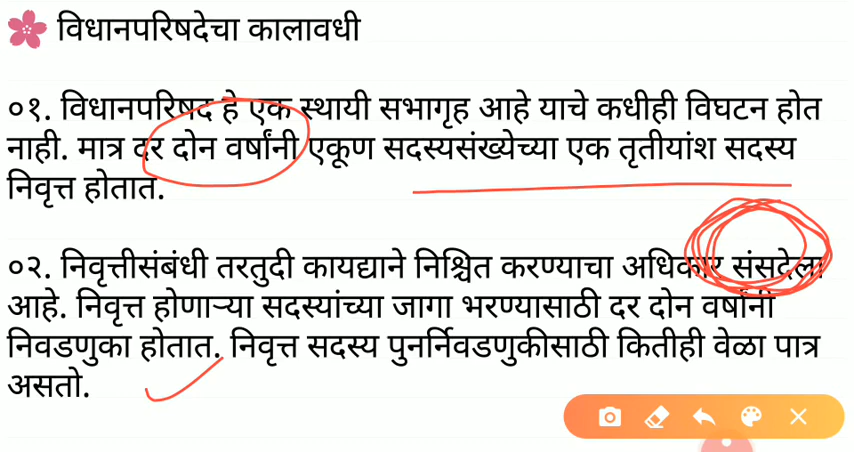 विधानपरिषदेचा कालावधी
०१. विधानपरिषद हे एक स्थायी सभागृह आहे याचे कधीही विघटन होत
नाही. मात्र दर दोन वर्षांनी एकूण सदस्यसंख्येच्या एक तृतीयांश सदस्य
निवृत्त होतात.
०२. निवृत्तीसंबंधी तरतुदी कायद्याने निश्चित करण्याचा अधिकार संसदेला
आहे. निवृत्त होणाऱ्या सदस्यांच्या जागा भरण्यासाठी दर दोन वर्षांनी
निवडणुका होतात. निवृत्त सदस्य पुनर्निवडणुकीसाठी कितीही वेळा पात्र
असतो.